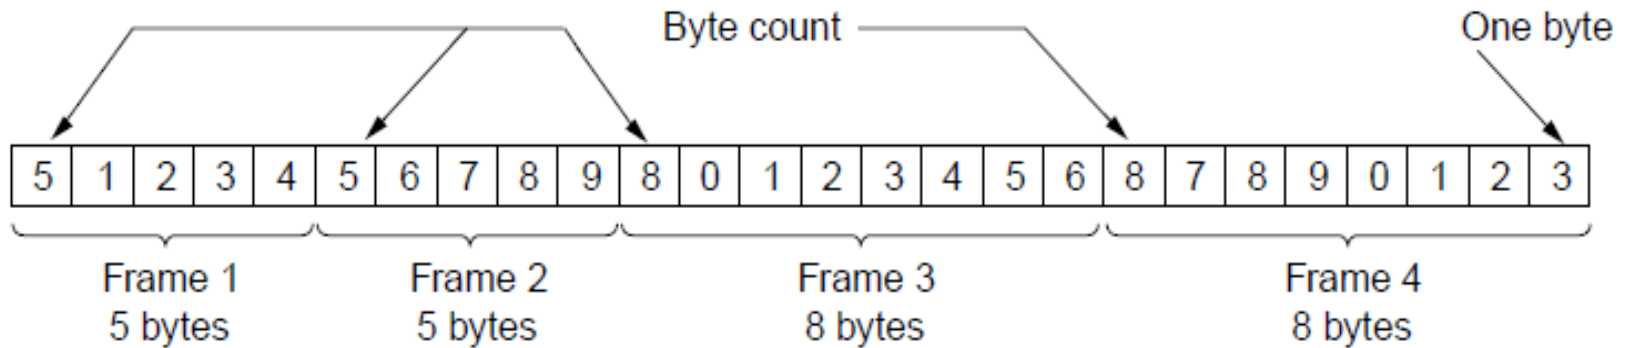 Byte count One byte
5 1 2 3 4 5 6 7 8 9 8 0 1 2 3 4 5 6 8 7 8 9 0 1 2 3
Frame 1 Frame 2 Frame 3 Frame 4
5 bytes 5 bytes 8 bytes 8 bytes